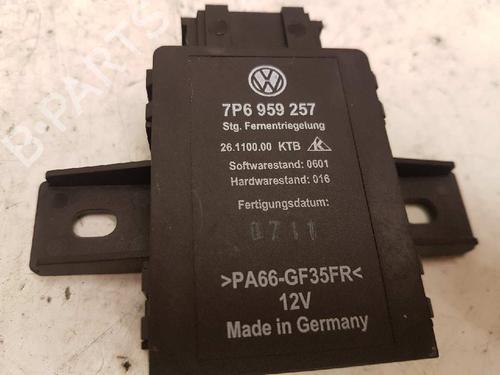 7P6 959 257
Stg. Fernentriegelung
26.1100.00 KTB K
Softwarestand: 0601
Hardwarestand: 016
Fertigungsdatum:
0711
>PA66-GF35FR<
12V
Made in Germany
B-PARTS